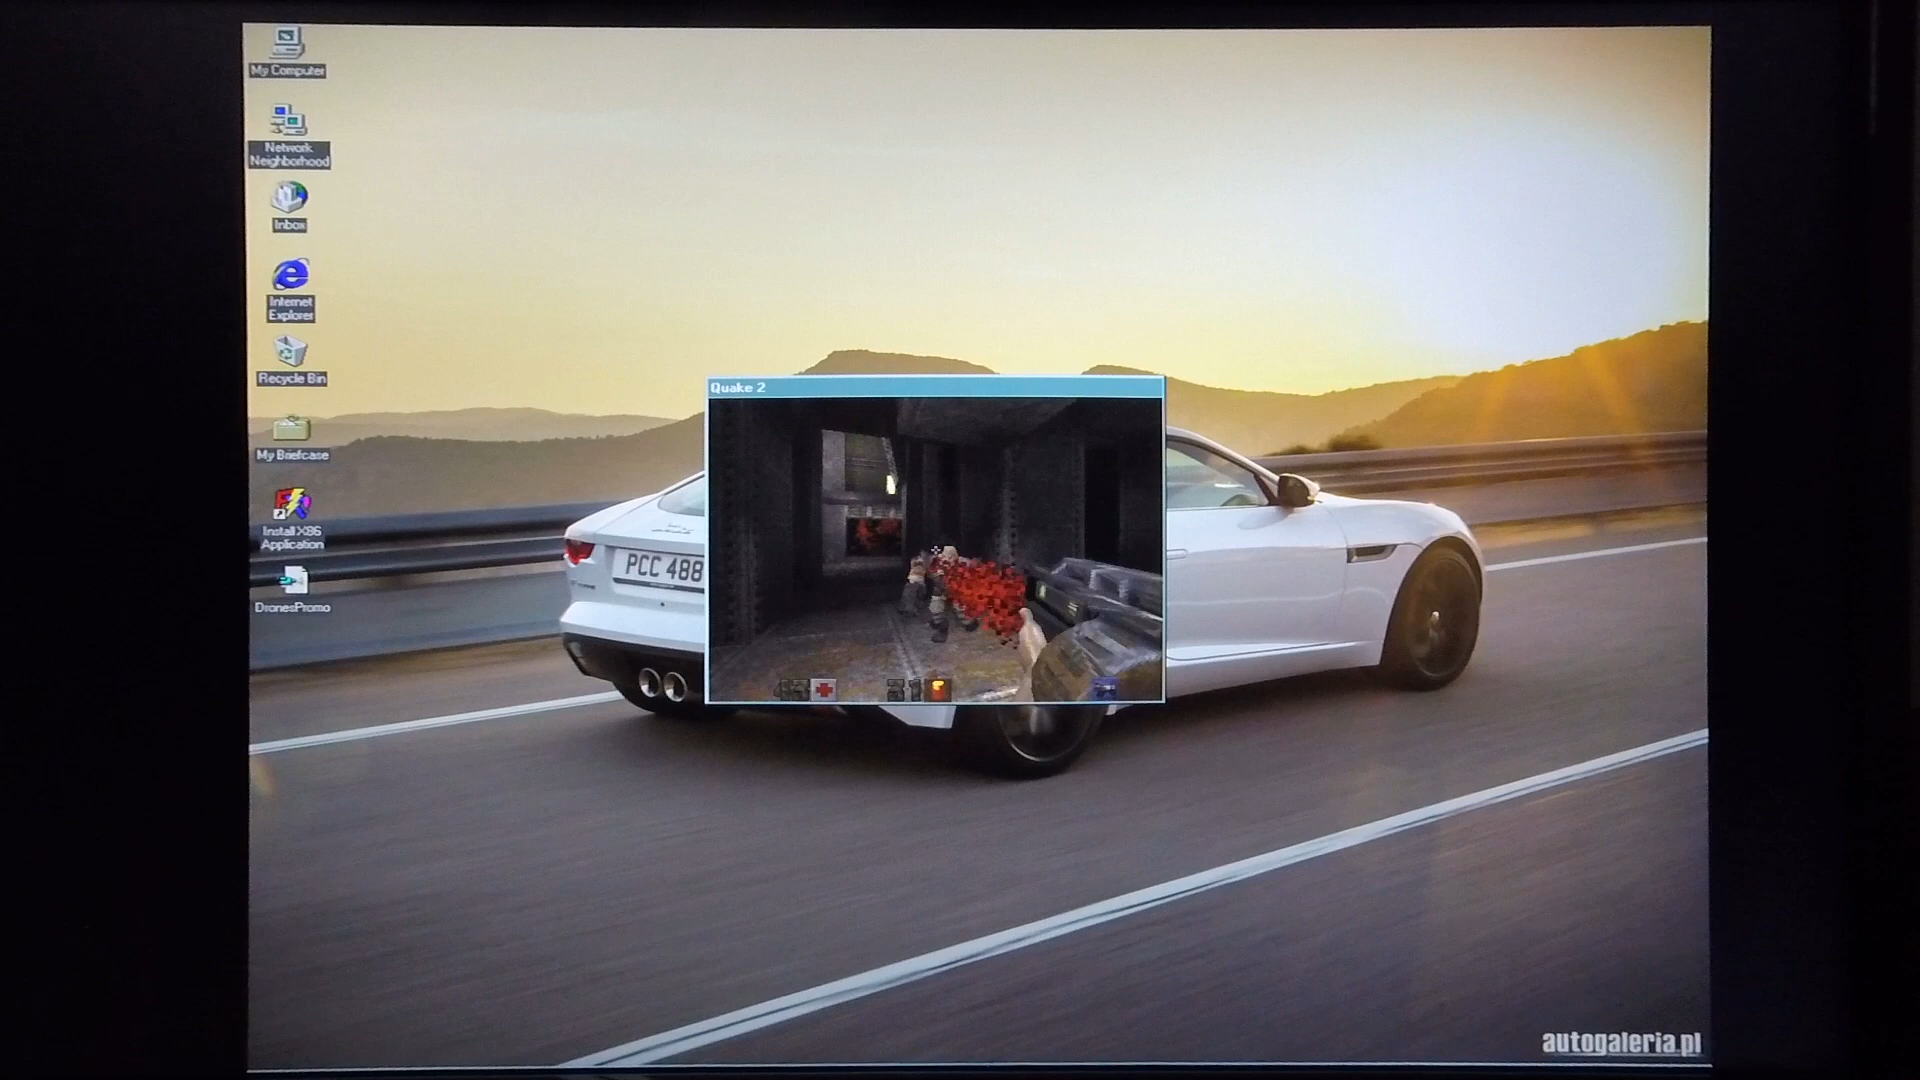 My Computer
Network
Neighborhood
Inbox
Internet
Explorer
Recycle Bin
My Briefcase
Install X86
Application
DronesPromo
Quake 2
PCC 488
autogaleria.pl